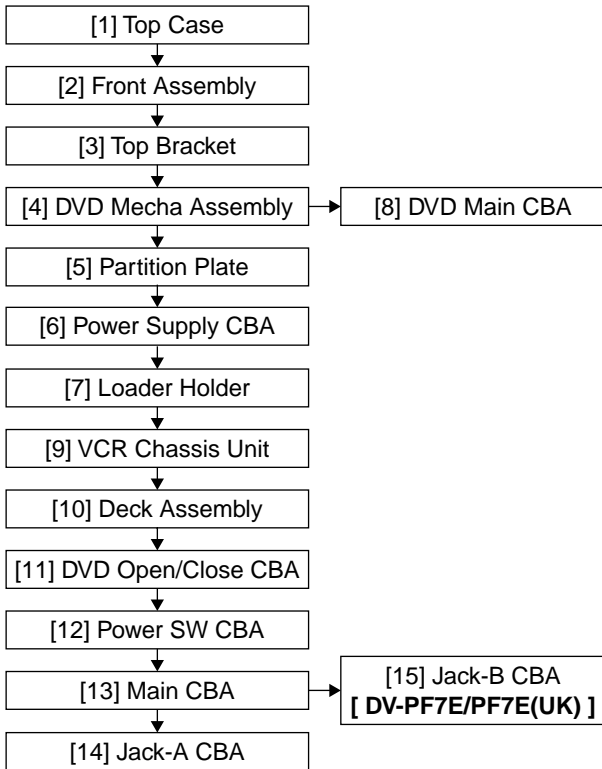 [1] Top Case
[2] Front Assembly
[3] Top Bracket
[4] DVD Mecha Assembly
[8] DVD Main CBA
[5] Partition Plate
[6] Power Supply CBA
[7] Loader Holder
[9] VCR Chassis Unit
[10] Deck Assembly
[11] DVD Open/Close CBA
[12] Power SW CBA
[13] Main CBA
[15] Jack-B CBA
[ DV-PF7E/PF7E(UK) ]
[14] Jack-A CBA